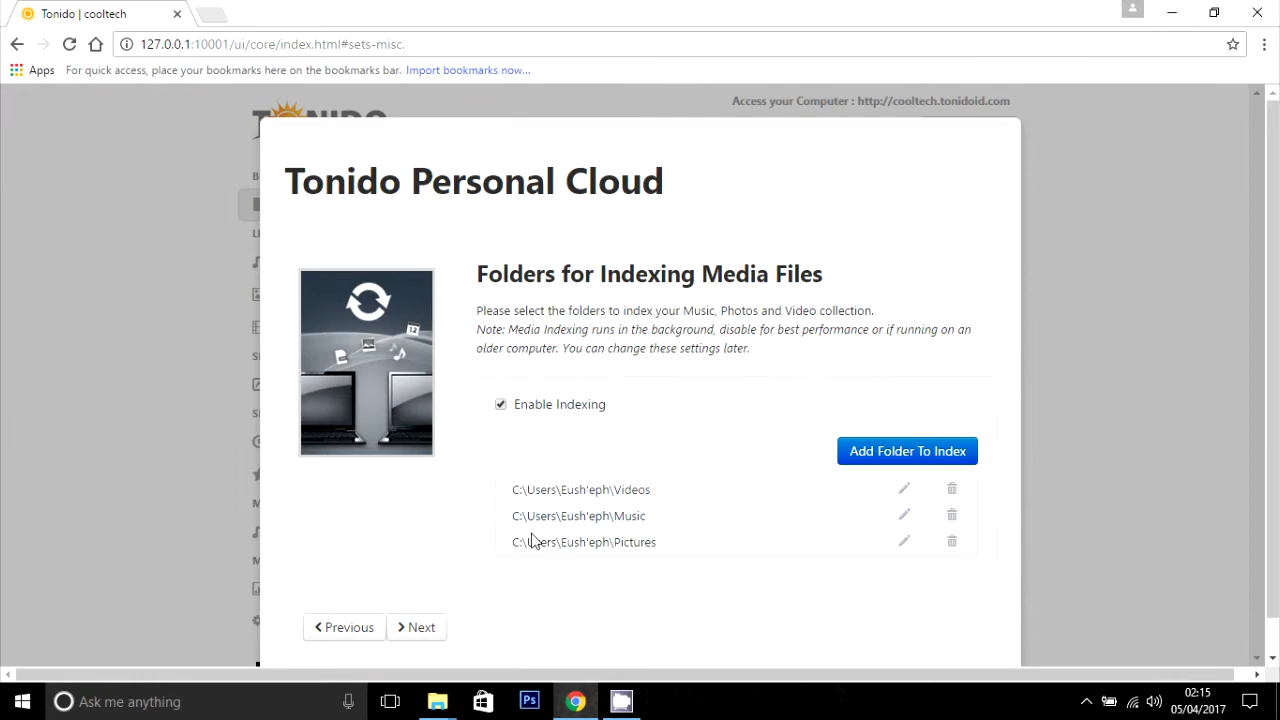 Tonido | cooltech
127.0.0.1:10001/ui/core/index.html#sets-misc.
Apps For quick access, place your bookmarks here on the bookmarks bar. Import bookmarks now...
Access your Computer : http://cooltech.tonidoid.com
TONIDO
Tonido Personal Cloud
Folders for Indexing Media Files
Please select the folders to index your Music, Photos and Video collection.
Note: Media Indexing runs in the background, disable for best performance or if running on an
older computer. You can change these settings later.
Enable Indexing
Add Folder To Index
C:\Users\Eush'eph\Videos
C:\Users\Eush'eph\Music
C:\Users\Eush'eph\Pictures
12
Previous Next
Ask me anything
Ps
02:15
05/04/2017